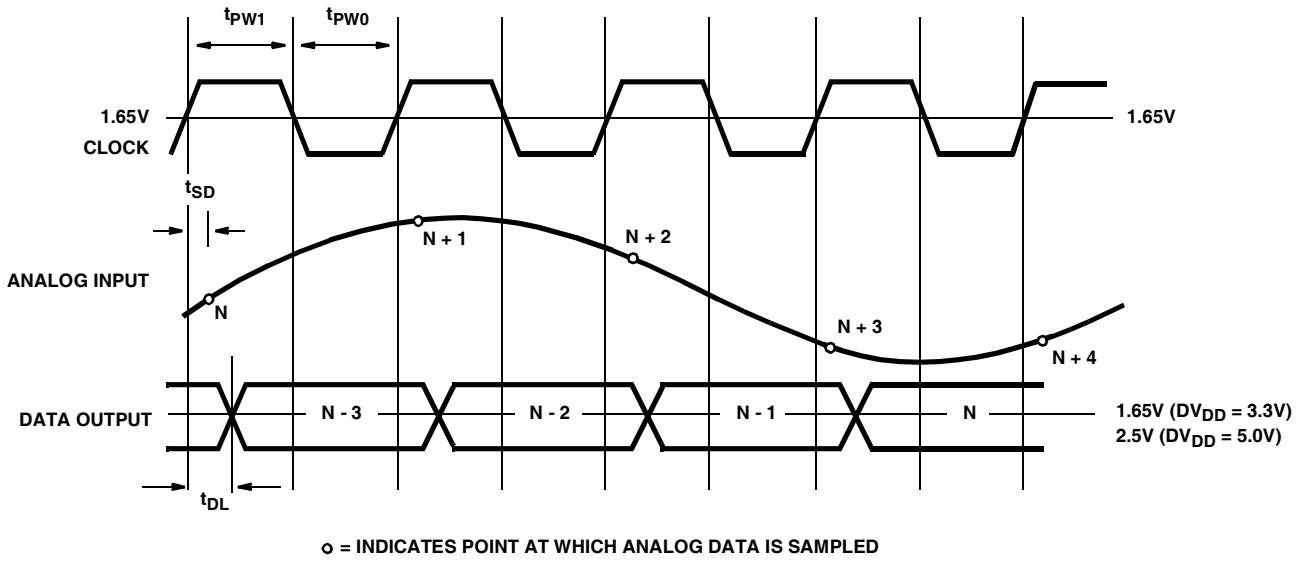 tPW1 tPW0
1.65V 1.65V
CLOCK
tSD
N + 1 N + 2
ANALOG INPUT
N
N + 3
N + 4
DATA OUTPUT N - 3 N - 2 N - 1 N
1.65V (DVDD = 3.3V)
2.5V (DVDD = 5.0V)
tDL
= INDICATES POINT AT WHICH ANALOG DATA IS SAMPLED